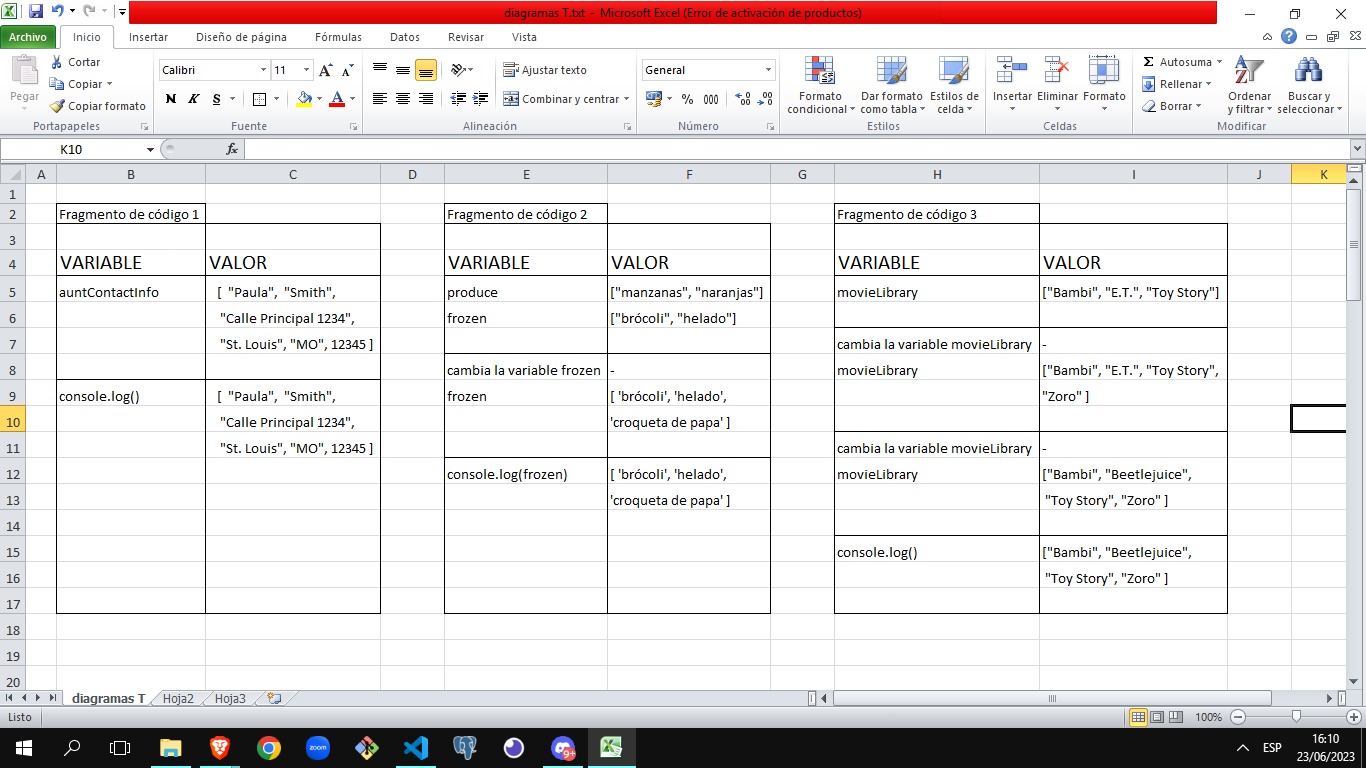 diagramas T.txt - Microsoft Excel (Error de activación de productos)
Archivo Inicio Insertar Diseño de página Fórmulas Datos Revisar Vista
Pegar
Cortar
Copiar
Copiar formato
Portapapeles
Calibri 11
N K S
Fuente
Ajustar texto
Combinar y centrar
Alineación
General
% 000
Número
Formato condicional
Dar formato como tabla
Estilos de celda
Estilos
Insertar Eliminar Formato
Celdas
Autosuma
Rellenar
Borrar
Ordenar y filtrar
Buscar y seleccionar
Modificar
K10 fx
A B C D E F G H I J K
1
2 Fragmento de código 1 Fragmento de código 2 Fragmento de código 3
3
4 VARIABLE VALOR VARIABLE VALOR VARIABLE VALOR
5 auntContactInfo [ "Paula", "Smith", produce ["manzanas", "naranjas"] movieLibrary ["Bambi", "E.T.", "Toy Story"]
6 "Calle Principal 1234", frozen ["brócoli", "helado"]
7 "St. Louis", "MO", 12345 ] cambia la variable movieLibrary -
8 cambia la variable frozen - movieLibrary ["Bambi", "E.T.", "Toy Story",
9 console.log() [ "Paula", "Smith", frozen [ 'brócoli', 'helado', "Zoro" ]
10 "Calle Principal 1234", 'croqueta de papa' ]
11 "St. Louis", "MO", 12345 ] cambia la variable movieLibrary -
12 console.log(frozen) [ 'brócoli', 'helado', movieLibrary ["Bambi", "Beetlejuice",
13 'croqueta de papa' ] "Toy Story", "Zoro" ]
14
15 console.log() ["Bambi", "Beetlejuice",
16 "Toy Story", "Zoro" ]
17
18
19
20
diagramas T Hoja2 Hoja3
Listo 100%
zoom 9+ ESP 16:10
23/06/2023